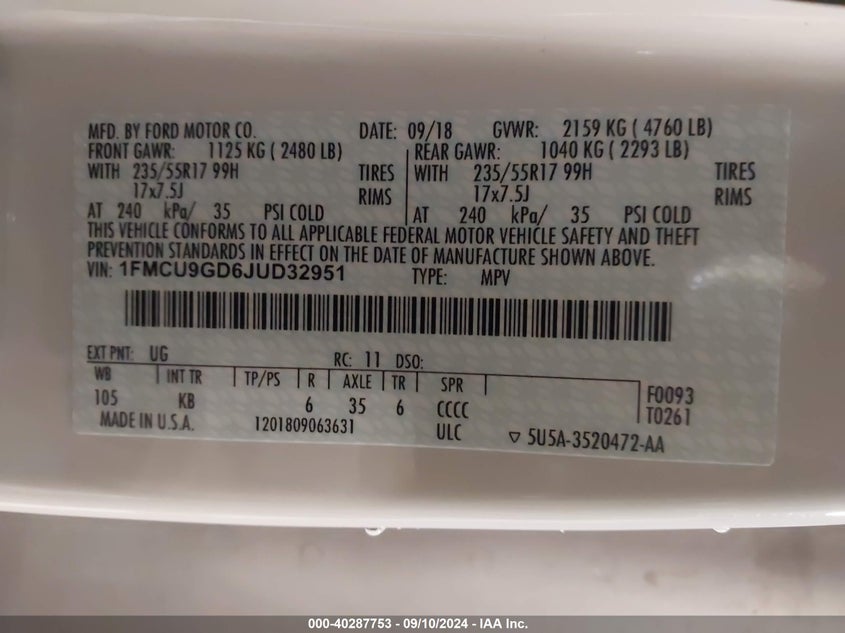 MFD. BY FORD MOTOR CO. DATE: 09/18 GVWR: 2159 KG ( 4760 LB)
FRONT GAWR: 1125 KG ( 2480 LB) REAR GAWR: 1040 KG ( 2293 LB)
WITH 235/55R17 99H TIRES WITH 235/55R17 99H TIRES
17x7.5J RIMS 17x7.5J RIMS
AT 240 kPa/ 35 PSI COLD AT 240 kPa/ 35 PSI COLD
THIS VEHICLE CONFORMS TO ALL APPLICABLE FEDERAL MOTOR VEHICLE SAFETY AND THEFT
PREVENTION STANDARDS IN EFFECT ON THE DATE OF MANUFACTURE SHOWN ABOVE.
VIN: 1FMCU9GD6JUD32951 TYPE: MPV
EXT PNT: UG RC: 11 DSO:
WB INT TR TP/PS R AXLE TR SPR
105 KB 6 35 6 CCCC F0093
MADE IN U.S.A. 1201809063631 ULC T0261
5U5A-3520472-AA
000-40287753 - 09/10/2024 - IAA Inc.